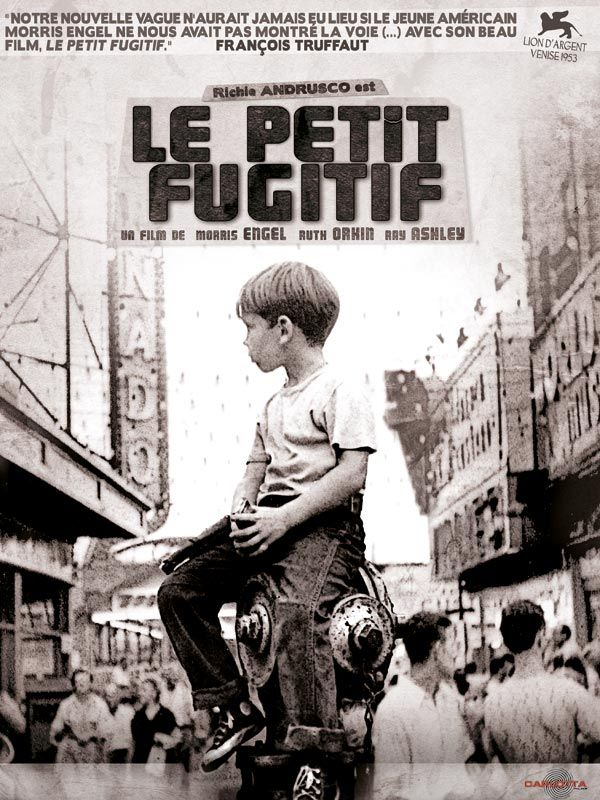 "NOTRE NOUVELLE VAGUE N'AURAIT JAMAIS EU LIEU SI LE JEUNE AMÉRICAIN
MORRIS ENGEL NE NOUS AVAIT PAS MONTRÉ LA VOIE (...) AVEC SON BEAU
FILM, LE PETIT FUGITIF." FRANÇOIS TRUFFAUT
LION D'ARGENT
VENISE 1953
Richie ANDRUSCO est
LE PETIT
FUGITIF
UN FILM DE MORRIS ENGEL RUTH ORKIN RAY ASHLEY
NADO
CARLOTTA